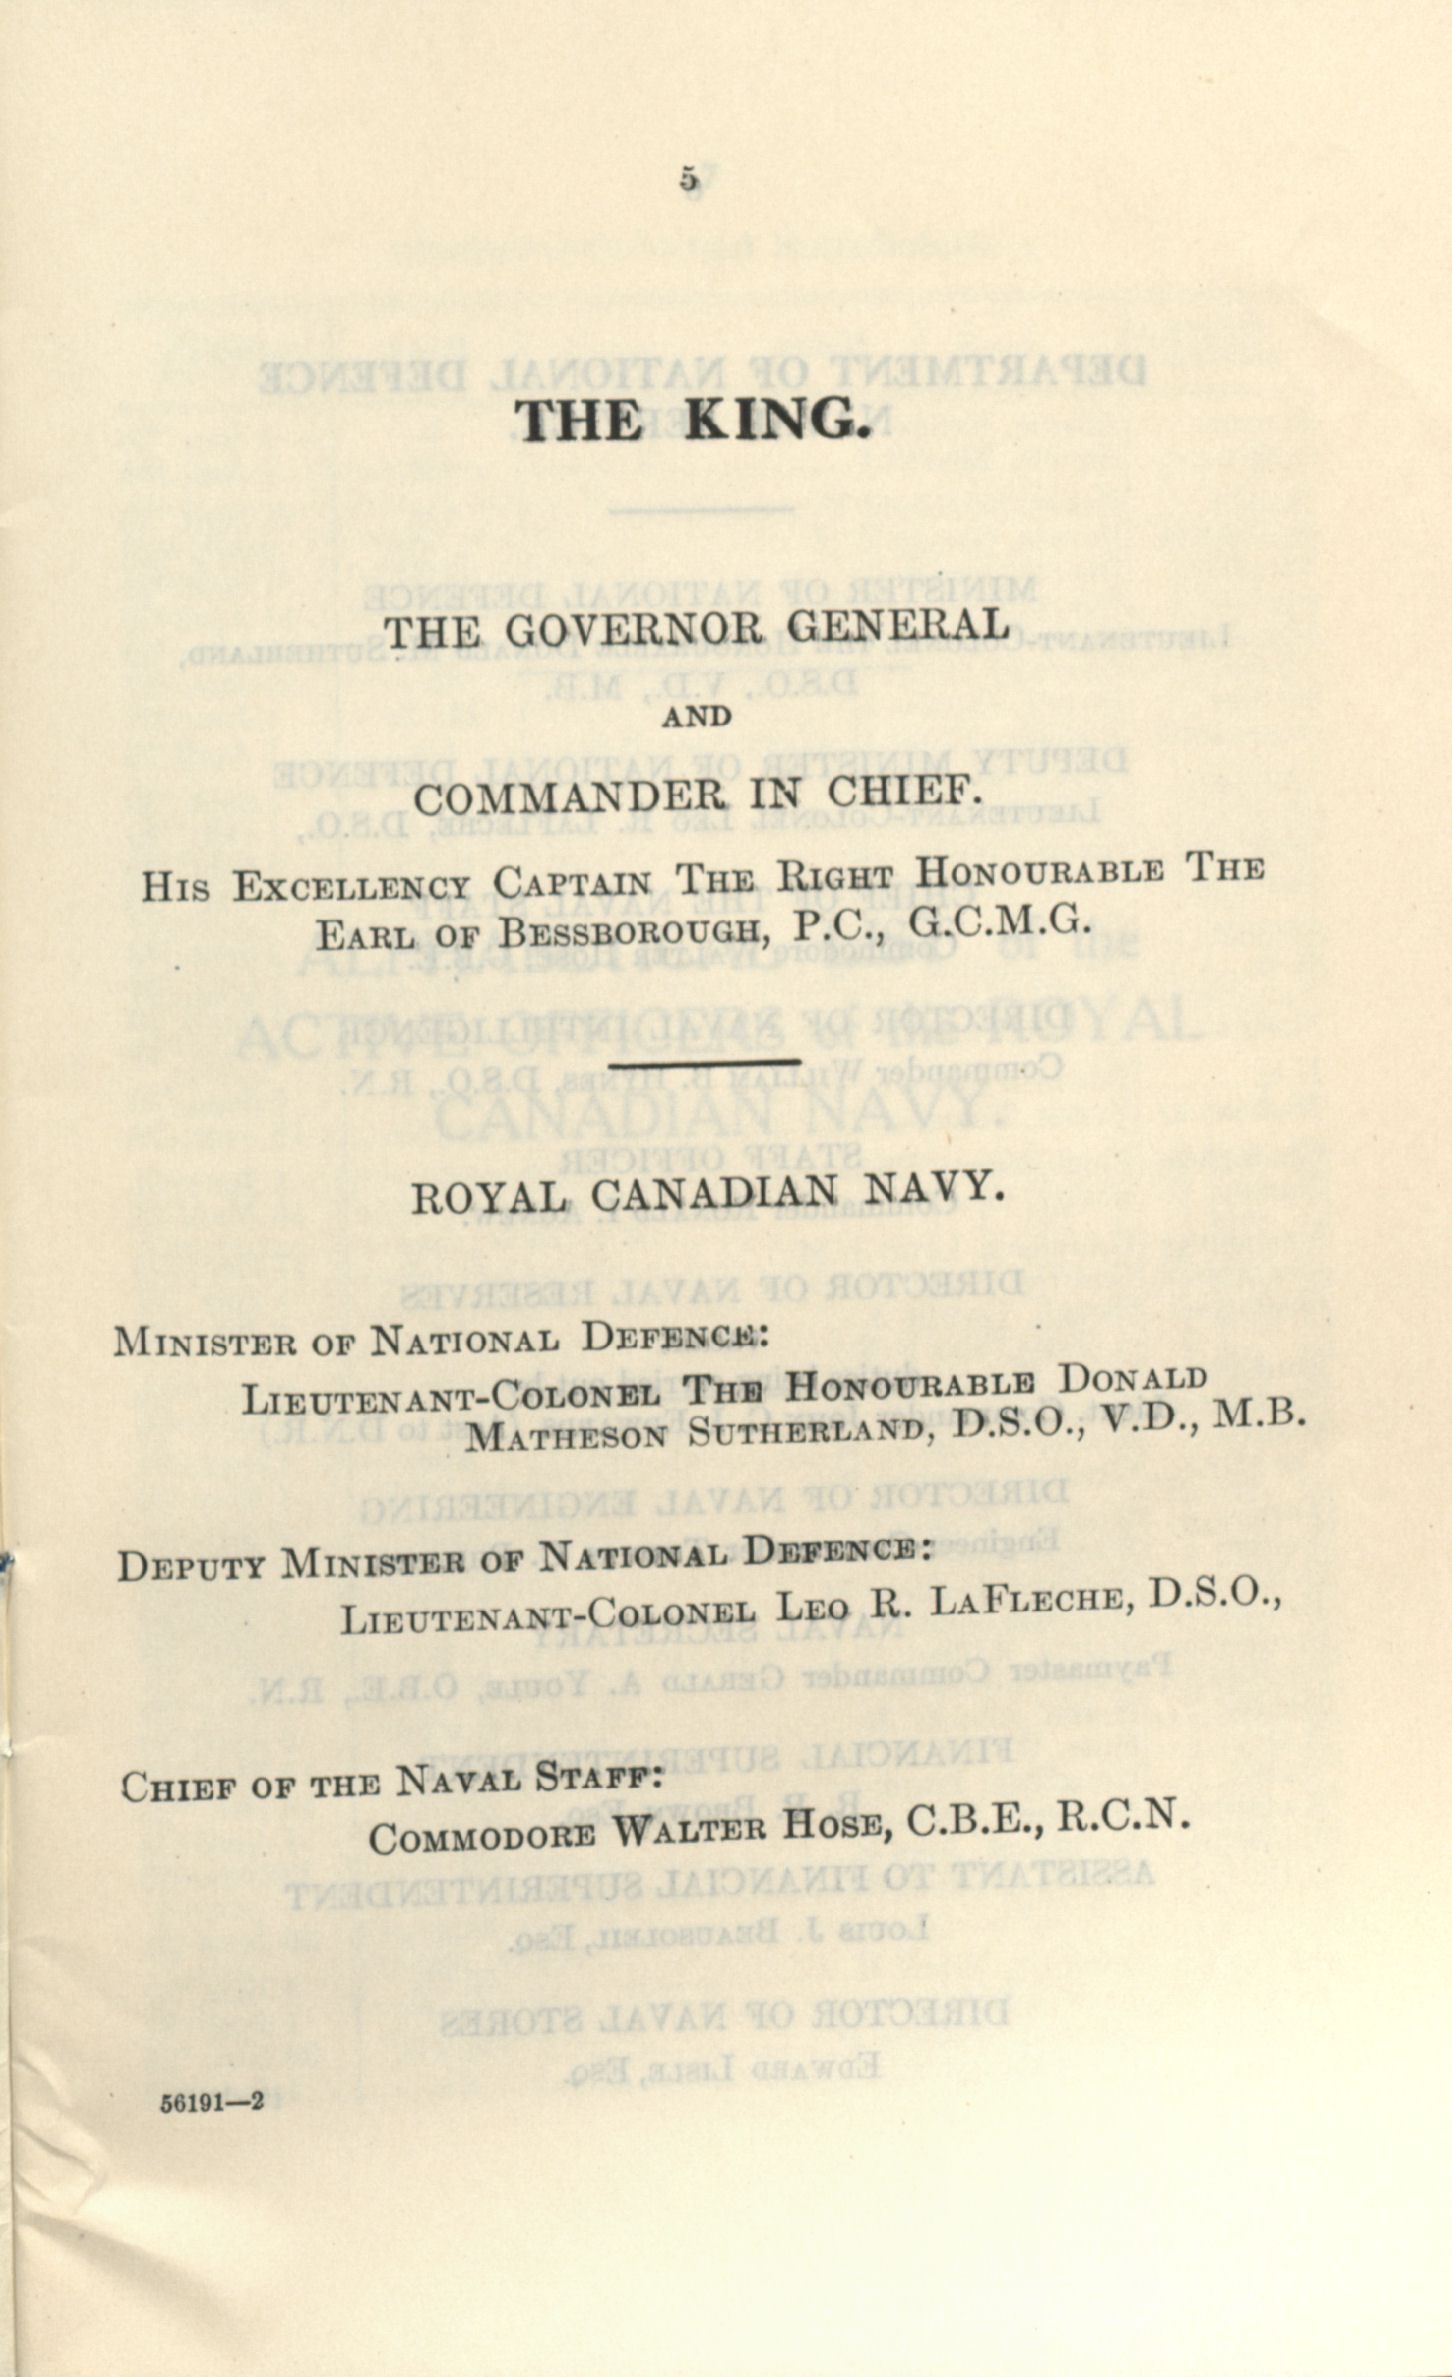 5
THE KING.
THE GOVERNOR GENERAL
AND
COMMANDER IN CHIEF.
His Excellency Captain The Right Honourable The
Earl of Bessborough, P.C., G.C.M.G.
ROYAL CANADIAN NAVY.
Minister of National Defence:
Lieutenant-Colonel The Honourable Donald
Matheson Sutherland, D.S.O., V.D., M.B.
Deputy Minister of National Defence:
Lieutenant-Colonel Leo R. LaFleche, D.S.O.,
Chief of the Naval Staff:
Commodore Walter Hose, C.B.E., R.C.N.
56191—2